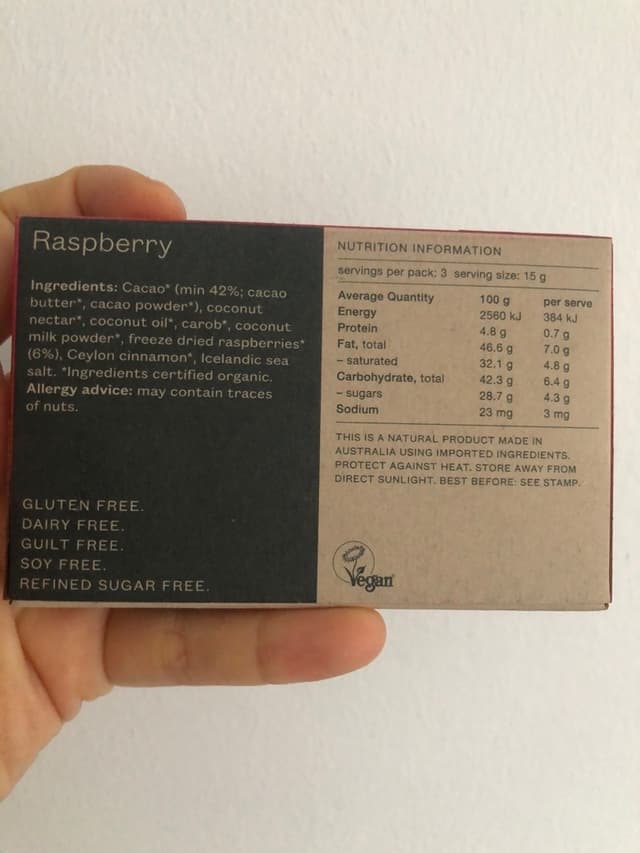 Raspberry
Ingredients: Cacao* (min 42%; cacao
butter*, cacao powder*), coconut
nectar*, coconut oil*, carob*, coconut
milk powder*, freeze dried raspberries*
(6%), Ceylon cinnamon*, Icelandic sea
salt. *Ingredients certified organic.
Allergy advice: may contain traces
of nuts.
GLUTEN FREE.
DAIRY FREE.
GUILT FREE.
SOY FREE.
REFINED SUGAR FREE.
NUTRITION INFORMATION
servings per pack: 3 serving size: 15 g
Average Quantity 100 g per serve
Energy 2560 kJ 384 kJ
Protein 4.8 g 0.7 g
Fat, total 46.6 g 7.0 g
– saturated 32.1 g 4.8 g
Carbohydrate, total 42.3 g 6.4 g
– sugars 28.7 g 4.3 g
Sodium 23 mg 3 mg
THIS IS A NATURAL PRODUCT MADE IN
AUSTRALIA USING IMPORTED INGREDIENTS.
PROTECT AGAINST HEAT. STORE AWAY FROM
DIRECT SUNLIGHT. BEST BEFORE: SEE STAMP.
Vegan